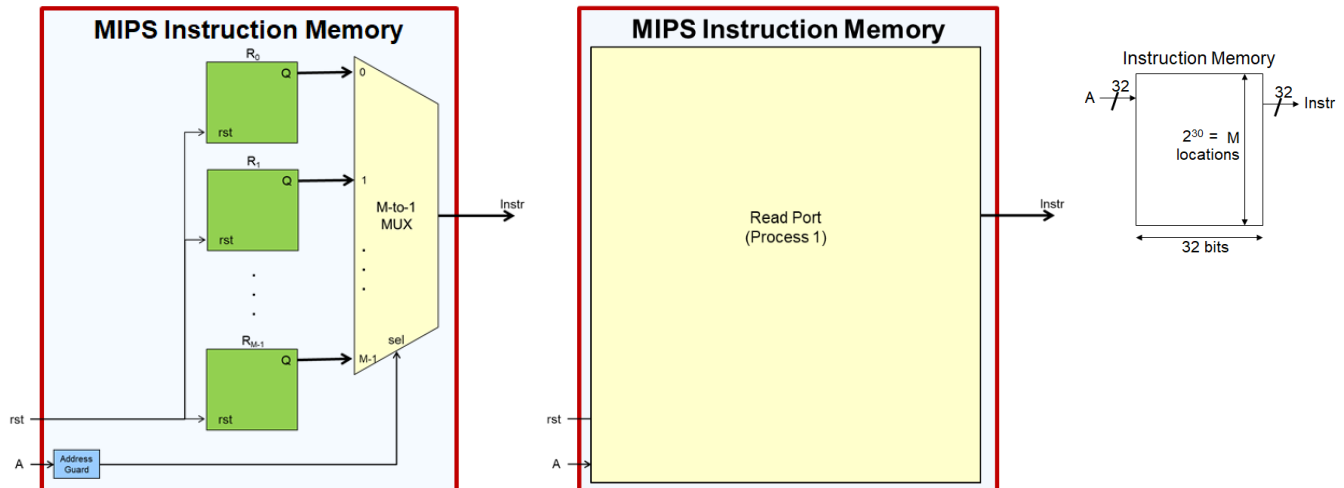 MIPS Instruction Memory
R0
Q
rst
0
R1
Q
rst
1
M-to-1
MUX
Instr
.
.
.
.
.
.
sel
RM-1
Q
rst
M-1
rst
A
Address
Guard
MIPS Instruction Memory
Read Port
(Process 1)
Instr
rst
A
Instruction Memory
A
32
32
Instr
2³⁰ = M
locations
32 bits